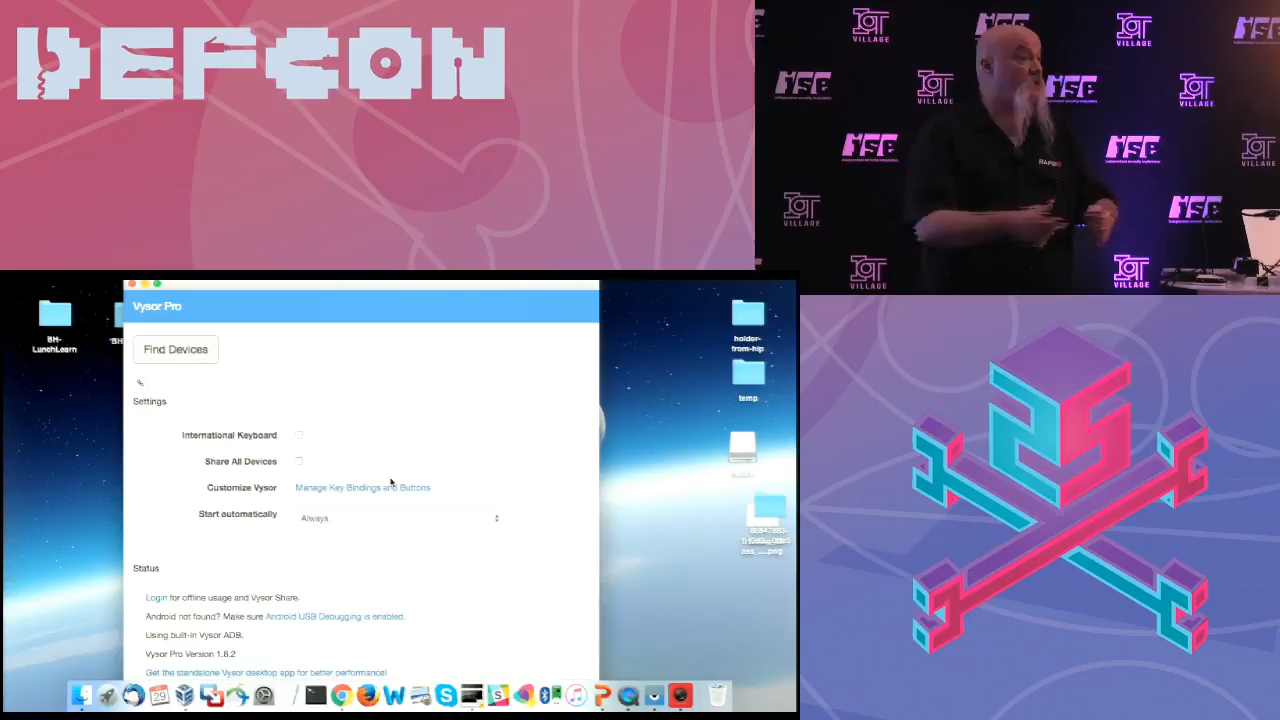 DEFCON
IoT
VILLAGE
ISE
RAPID
Vysor Pro
Find Devices
Settings
International Keyboard
Share All Devices
Customize Vysor Manage Key Bindings and Buttons
Start automatically Always
Status
Login for offline usage and Vysor Share.
Android not found? Make sure Android USB Debugging is enabled.
Using built-in Vysor ADB.
Vysor Pro Version 1.6.2
Get the standalone Vysor desktop app for better performance!
BH-
LunchLearn
holder-
from-hip
temp
29